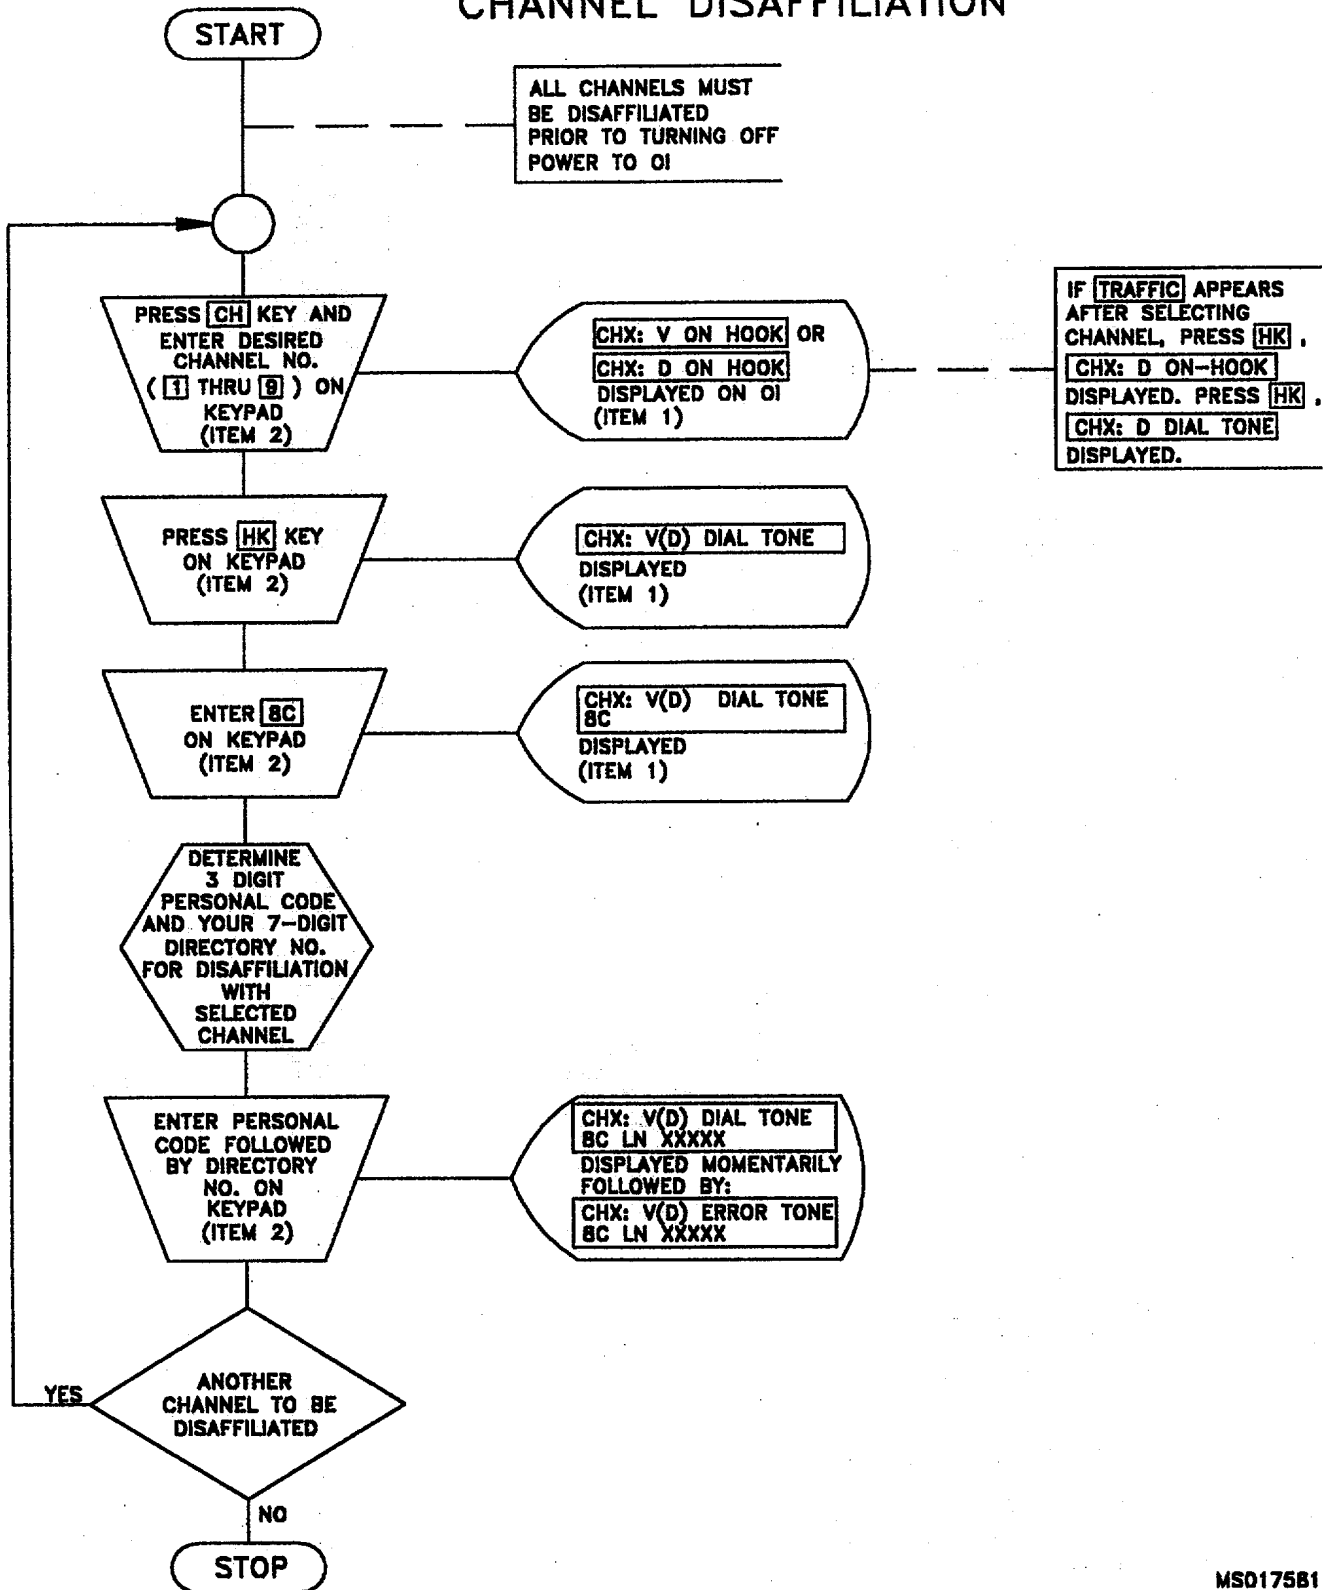 CHANNEL DISAFFILIATION
START
ALL CHANNELS MUST
BE DISAFFILIATED
PRIOR TO TURNING OFF
POWER TO OI
PRESS CH KEY AND
ENTER DESIRED
CHANNEL NO.
( 1 THRU 9 ) ON
KEYPAD
(ITEM 2)
CHX: V ON HOOK OR
CHX: D ON HOOK
DISPLAYED ON OI
(ITEM 1)
IF TRAFFIC APPEARS
AFTER SELECTING
CHANNEL, PRESS HK .
CHX: D ON-HOOK
DISPLAYED. PRESS HK .
CHX: D DIAL TONE
DISPLAYED.
PRESS HK KEY
ON KEYPAD
(ITEM 2)
CHX: V(D) DIAL TONE
DISPLAYED
(ITEM 1)
ENTER 8C
ON KEYPAD
(ITEM 2)
CHX: V(D) DIAL TONE
8C
DISPLAYED
(ITEM 1)
DETERMINE
3 DIGIT
PERSONAL CODE
AND YOUR 7-DIGIT
DIRECTORY NO.
FOR DISAFFILIATION
WITH
SELECTED
CHANNEL
ENTER PERSONAL
CODE FOLLOWED
BY DIRECTORY
NO. ON
KEYPAD
(ITEM 2)
CHX: V(D) DIAL TONE
8C LN XXXXX
DISPLAYED MOMENTARILY
FOLLOWED BY:
CHX: V(D) ERROR TONE
8C LN XXXXX
ANOTHER
CHANNEL TO BE
DISAFFILIATED
YES
NO
STOP
MS017581